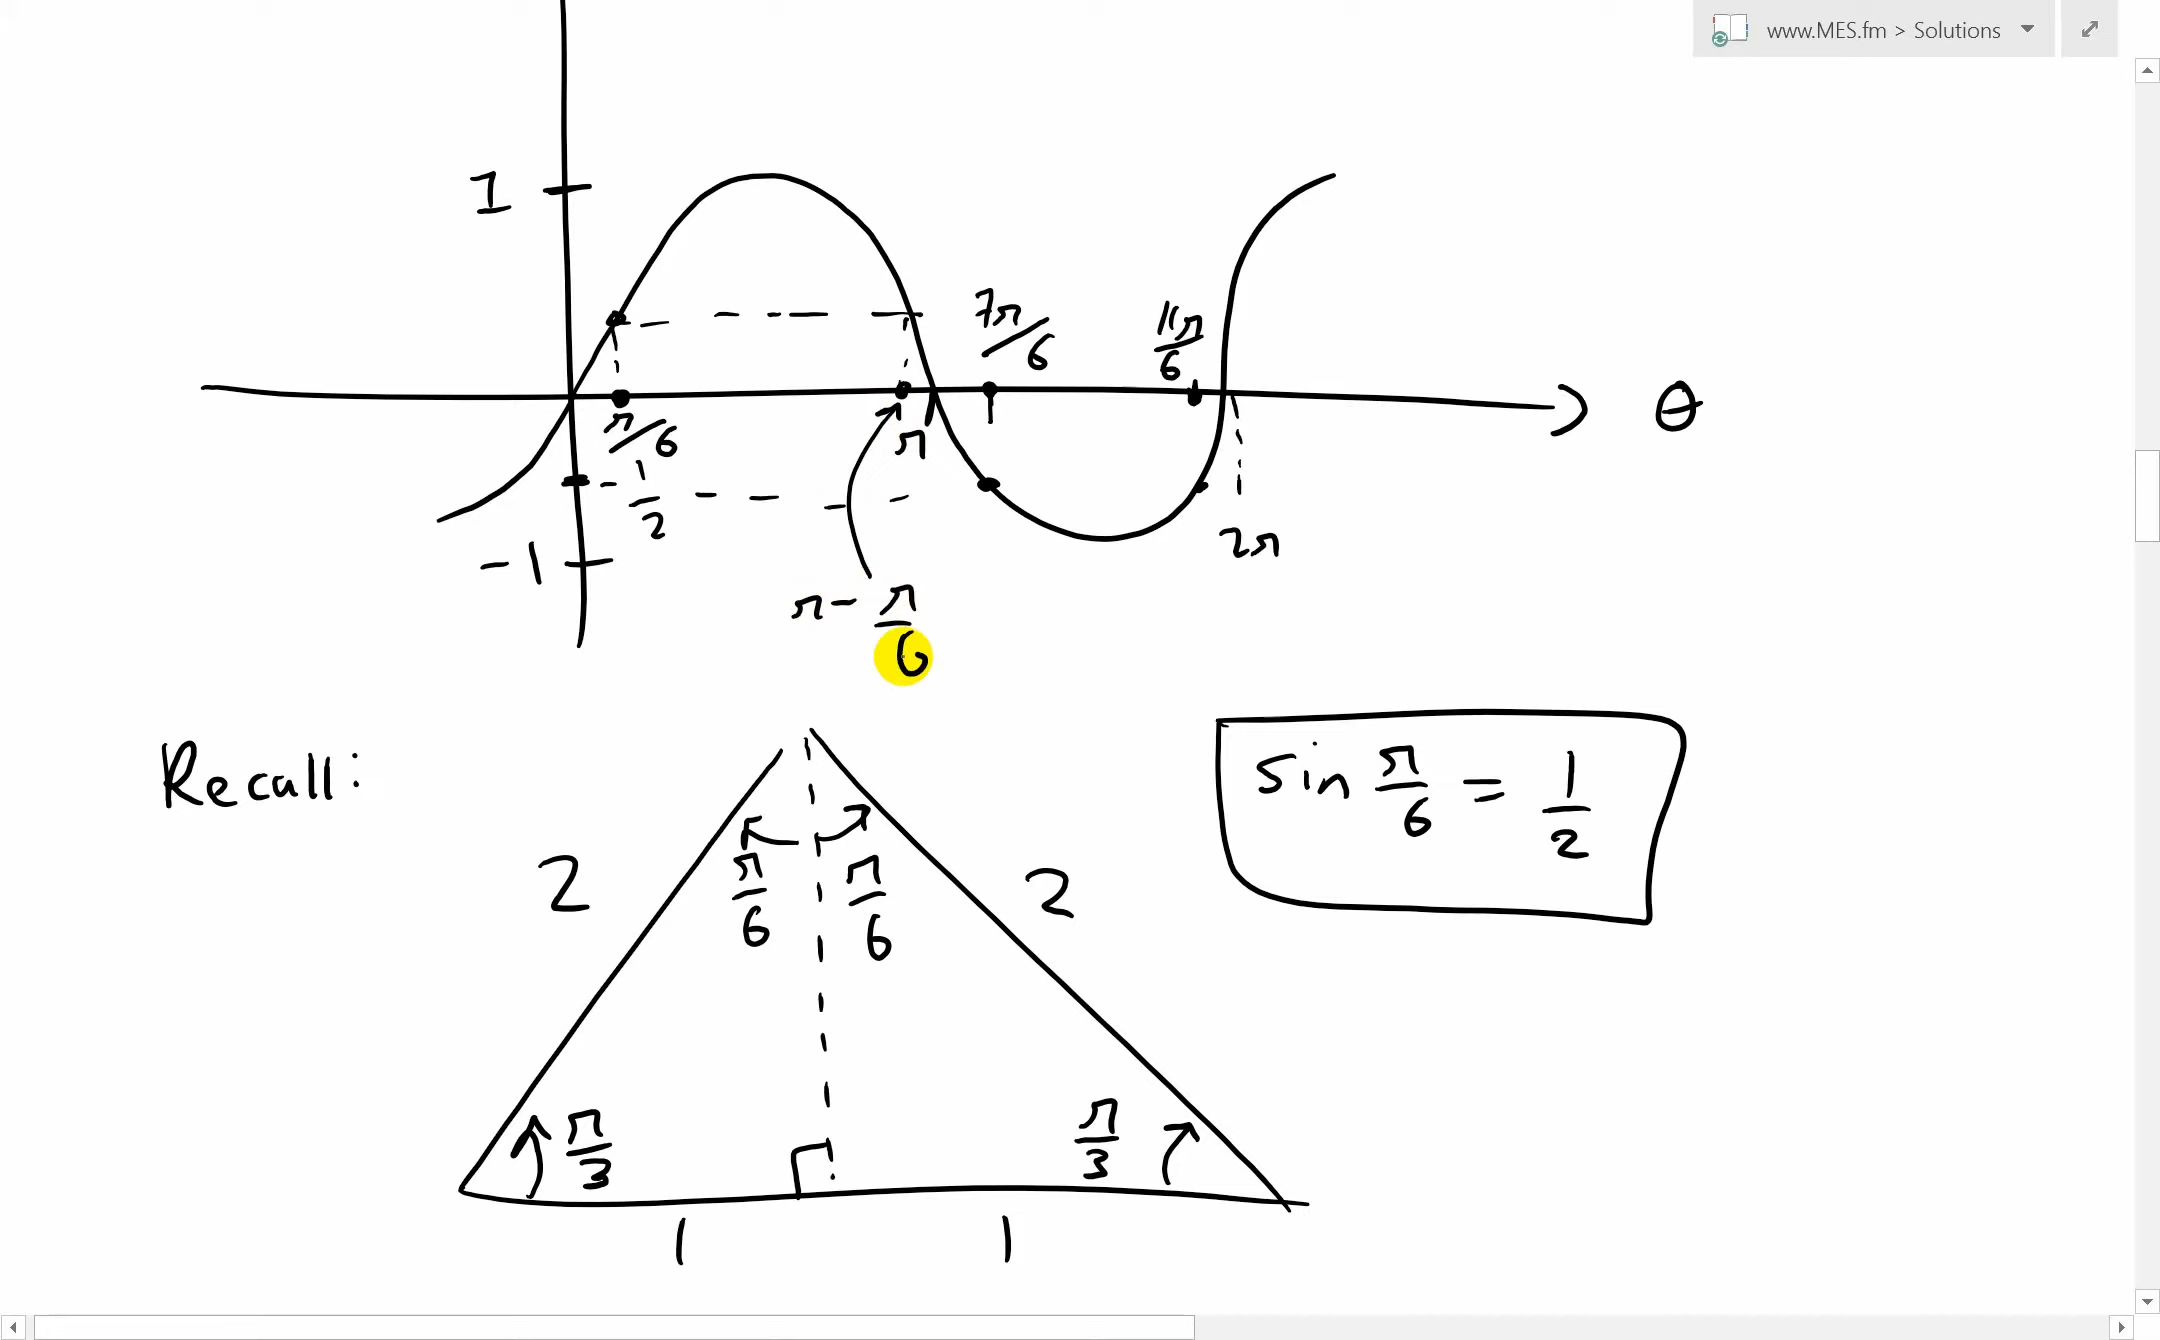 www.MES.fm > Solutions
1
7π/6
11π/6
θ
π/6
π
-1/2
-1
2π
π - π/6
Recall:
sin π/6 = 1/2
2
π/6
π/6
2
π/3
π/3
1
1